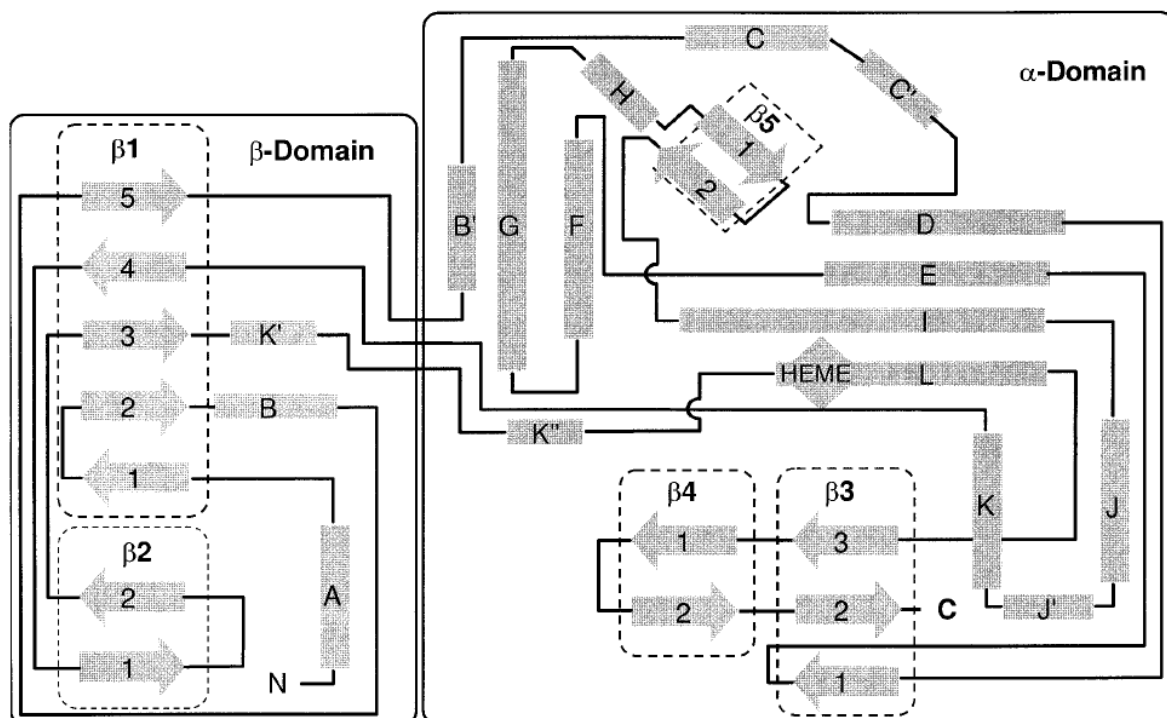 C
α-Domain
H
C'
β5
1
2
β1
β-Domain
5
B'
G
F
D
4
E
3
K'
I
HEME
L
2
B
K"
1
β4
β3
K
J
β2
1
3
2
A
2
2
C
J'
1
N
1